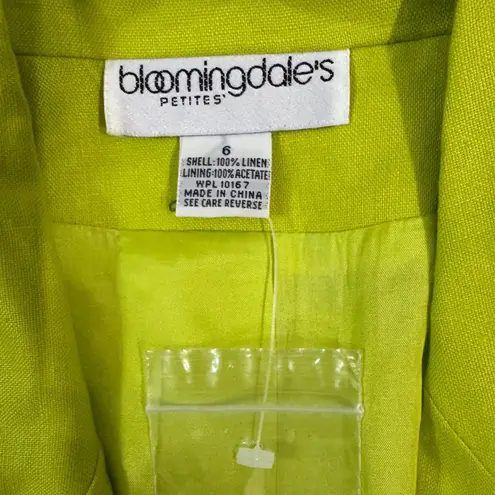 bloomingdale's
PETITES'
6
SHELL:100% LINEN
LINING:100% ACETATE
WPL 10167
MADE IN CHINA
SEE CARE REVERSE